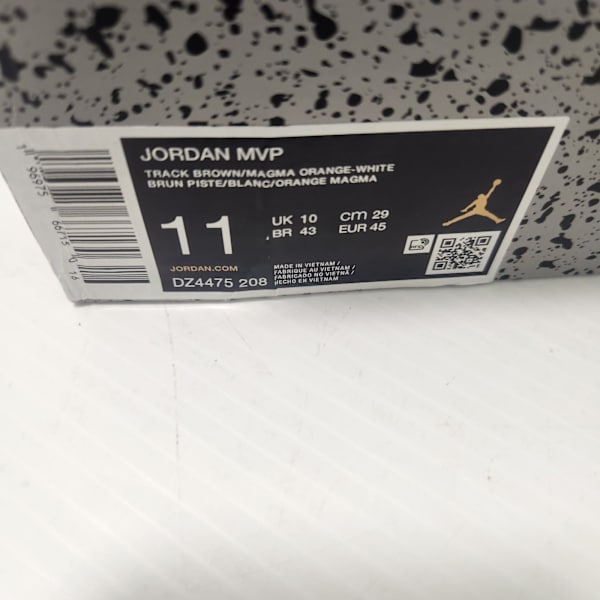 JORDAN MVP
TRACK BROWN/MAGMA ORANGE-WHITE
BRUN PISTE/BLANC/ORANGE MAGMA
11
UK 10 CM 29
BR 43 EUR 45
JORDAN.COM
DZ4475 208
MADE IN VIETNAM /
FABRIQUE AU VIETNAM /
FABRICADO NO VIETNÃ /
HECHO EN VIETNAM